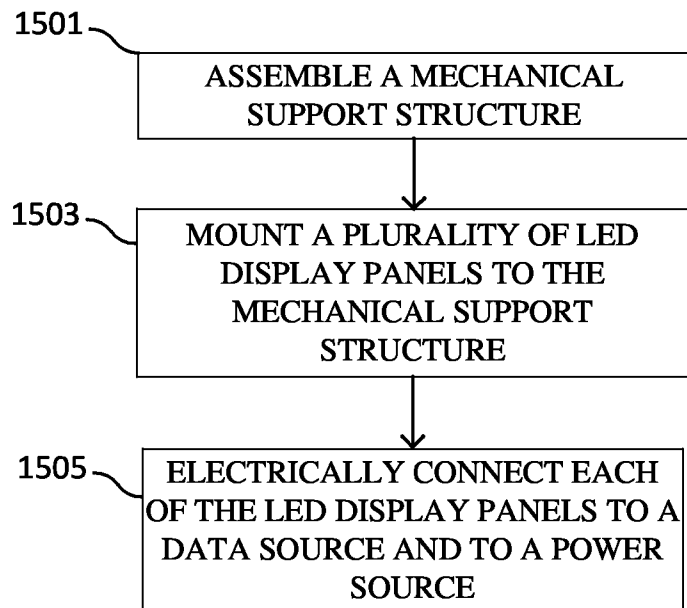 1501
ASSEMBLE A MECHANICAL
SUPPORT STRUCTURE
1503
MOUNT A PLURALITY OF LED
DISPLAY PANELS TO THE
MECHANICAL SUPPORT
STRUCTURE
1505
ELECTRICALLY CONNECT EACH
OF THE LED DISPLAY PANELS TO A
DATA SOURCE AND TO A POWER
SOURCE